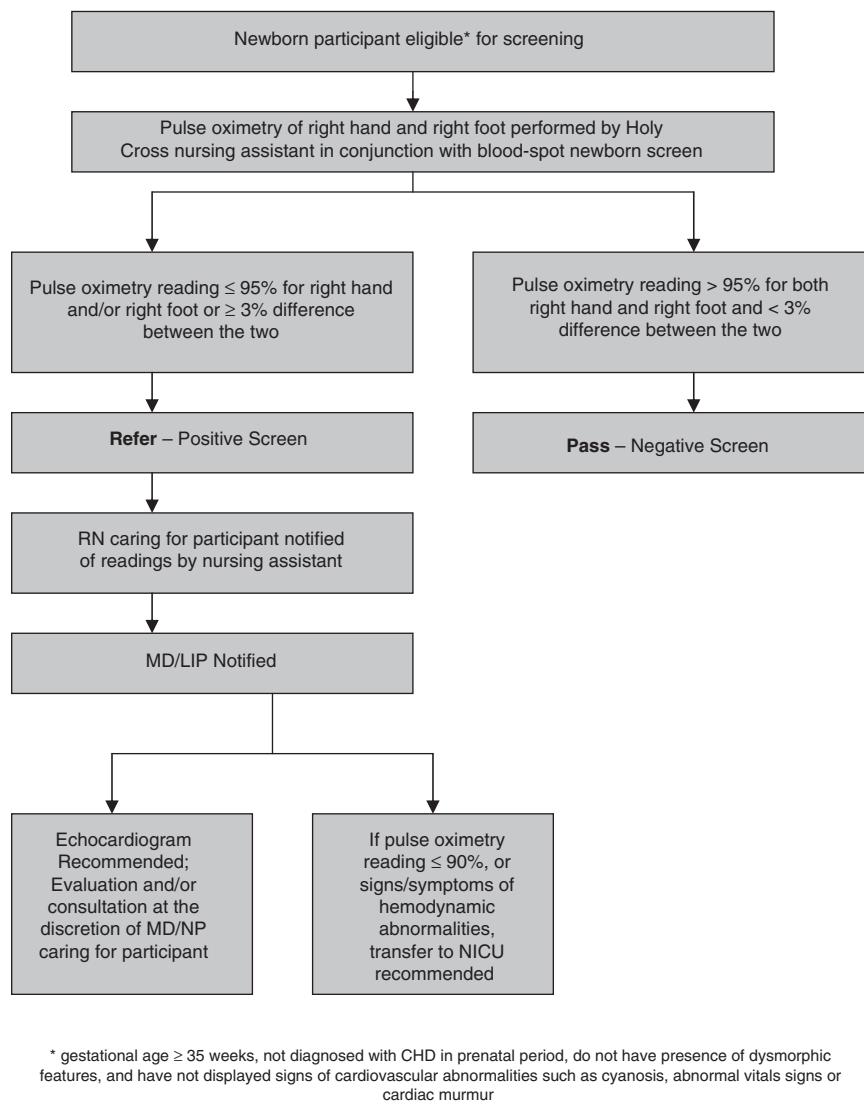 Newborn participant eligible* for screening
Pulse oximetry of right hand and right foot performed by Holy
Cross nursing assistant in conjunction with blood-spot newborn screen
Pulse oximetry reading ≤ 95% for right hand
and/or right foot or ≥ 3% difference
between the two
Pulse oximetry reading > 95% for both
right hand and right foot and < 3%
difference between the two
Refer – Positive Screen
Pass – Negative Screen
RN caring for participant notified
of readings by nursing assistant
MD/LIP Notified
Echocardiogram
Recommended;
Evaluation and/or
consultation at the
discretion of MD/NP
caring for participant
If pulse oximetry
reading ≤ 90%, or
signs/symptoms of
hemodynamic
abnormalities,
transfer to NICU
recommended
* gestational age ≥ 35 weeks, not diagnosed with CHD in prenatal period, do not have presence of dysmorphic
features, and have not displayed signs of cardiovascular abnormalities such as cyanosis, abnormal vitals signs or
cardiac murmur